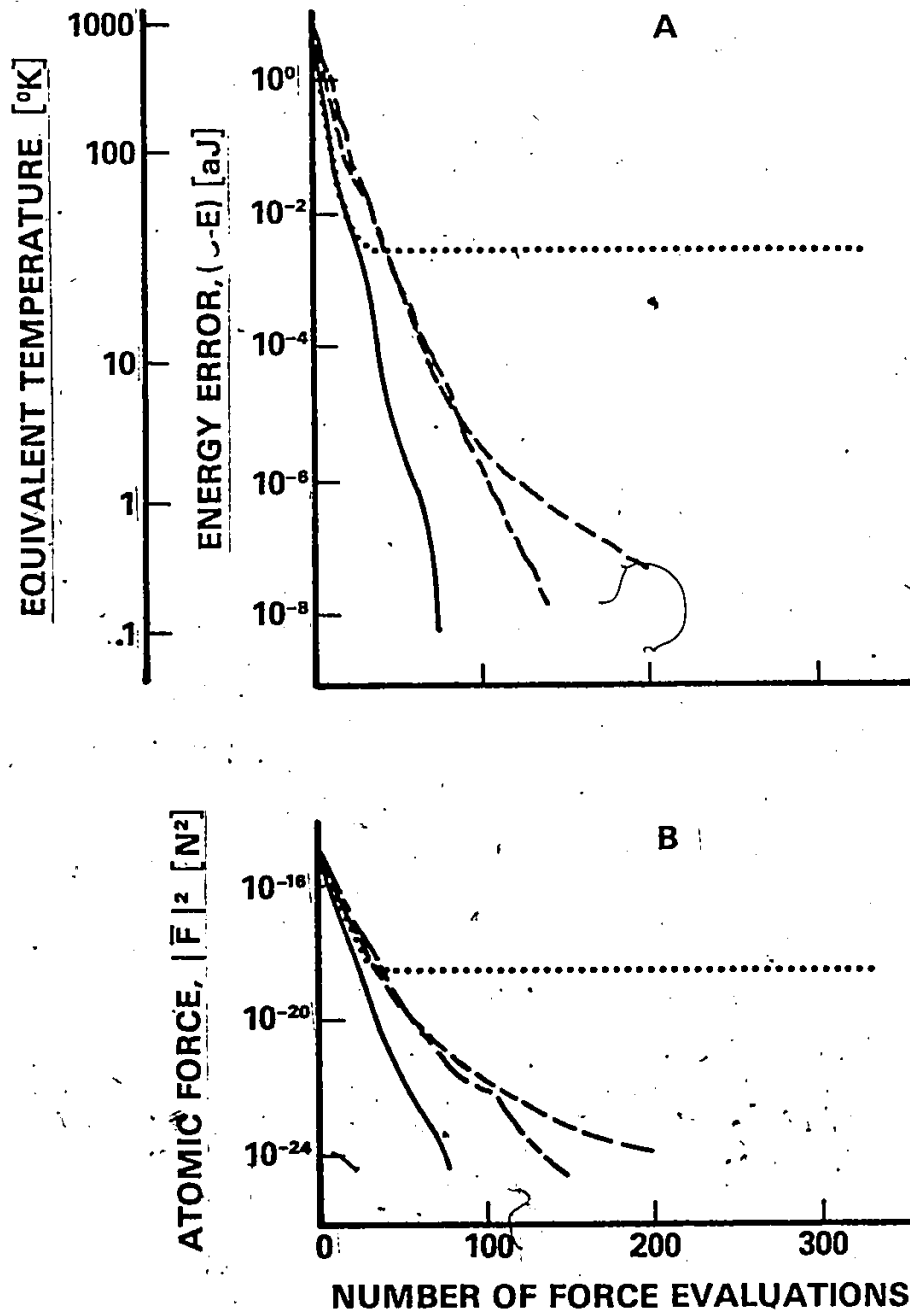 A
EQUIVALENT TEMPERATURE [°K]
1000
100
10
1
.1
ENERGY ERROR, -E) [aJ]
10⁰
10⁻²
10⁻⁴
10⁻⁶
10⁻⁸
B
ATOMIC FORCE, |F̅|² [N²]
10⁻¹⁶
10⁻²⁰
10⁻²⁴
0 100 200 300
NUMBER OF FORCE EVALUATIONS